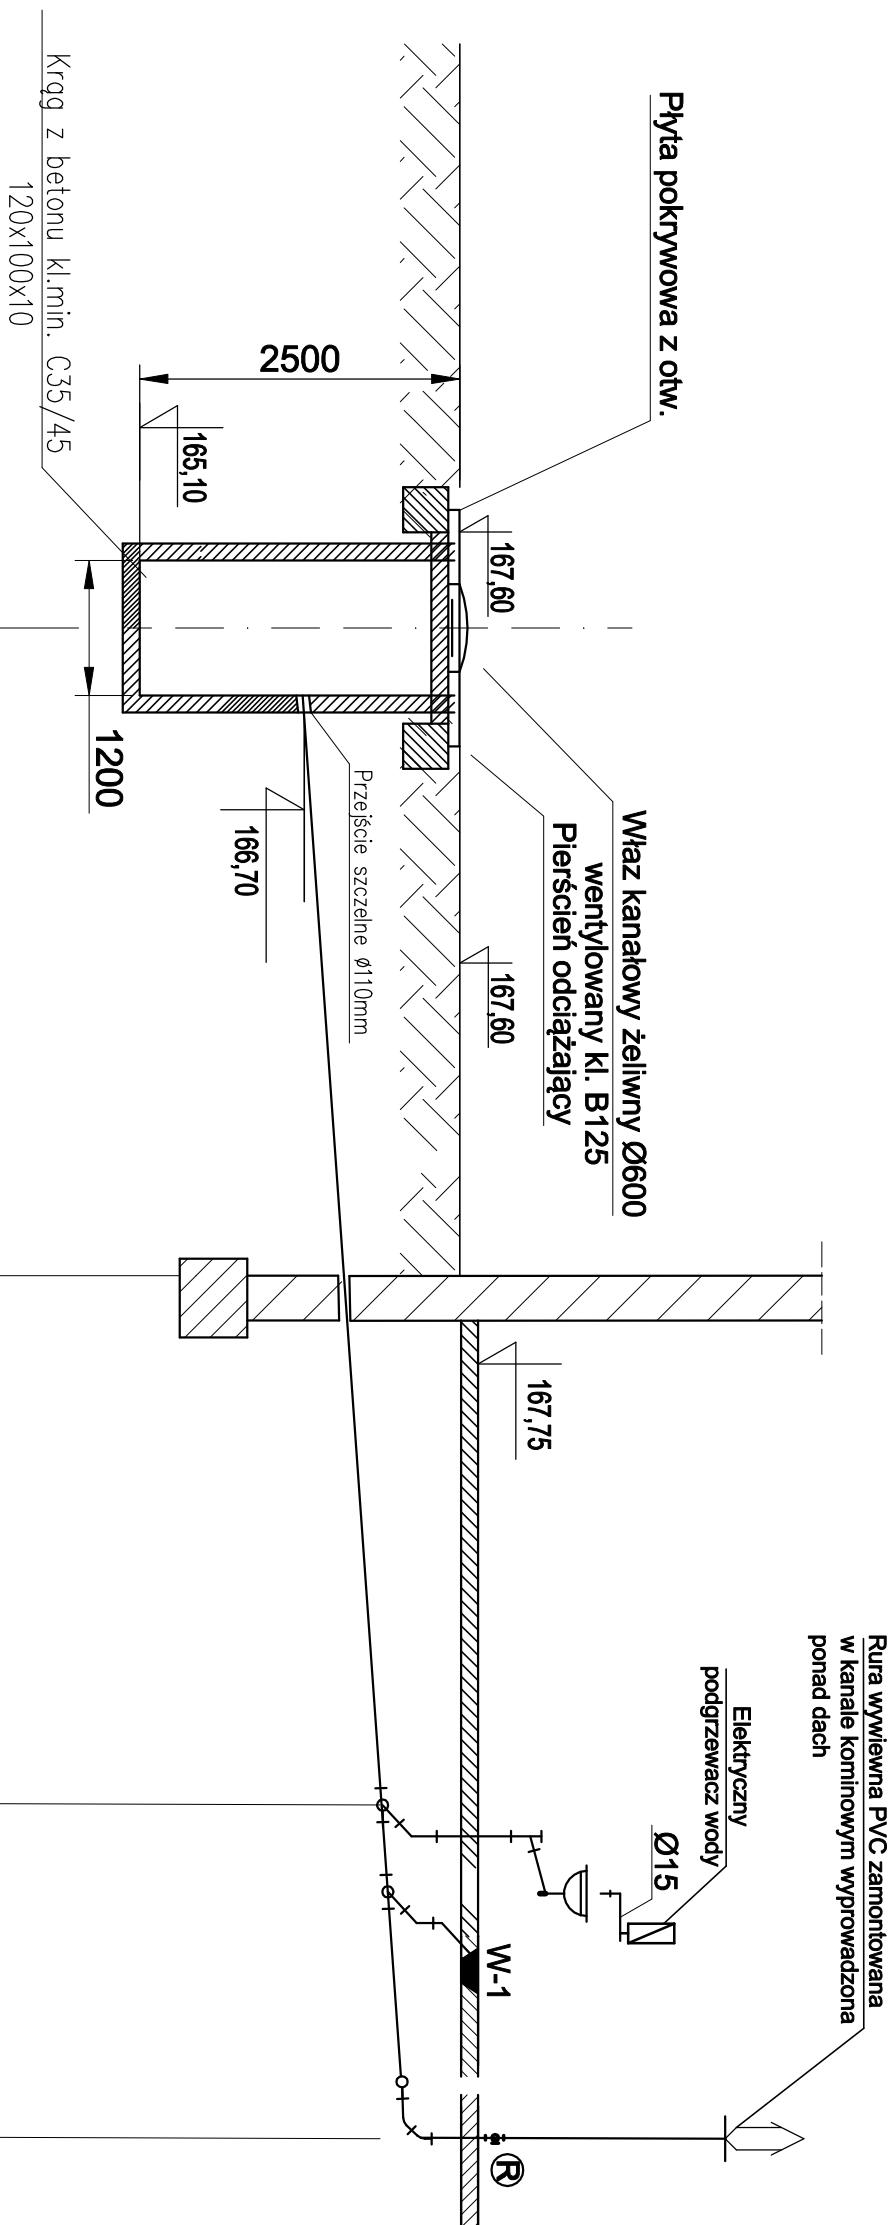 Rura wywiewna PVC zamontowana
w kanale kominowym wyprowadzona
ponad dach
Elektryczny
podgrzewacz wody
Ø15
Płyta pokrywowa z otw.
Właz kanałowy żeliwny Ø600
wentylowany kl. B125
Pierścień odciążający
167,60
167,60
167,75
W-1
R
2500
165,10
Przejście szczelne Ø110mm
166,70
1200
Krąg z betonu kl.min. C35/45
120x100x10